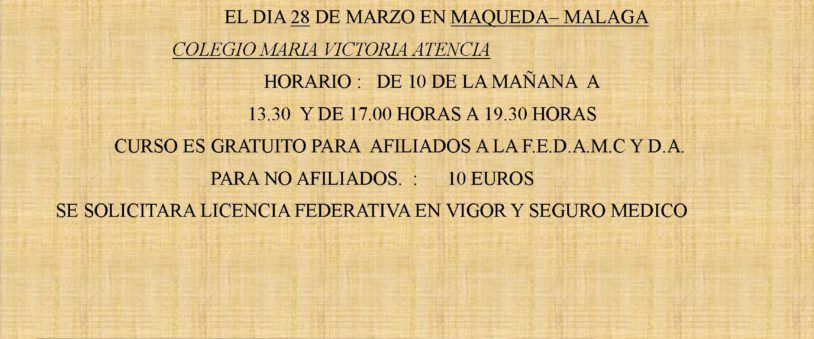 EL DIA 28 DE MARZO EN MAQUEDA– MALAGA
COLEGIO MARIA VICTORIA ATENCIA
HORARIO : DE 10 DE LA MAÑANA A
13.30 Y DE 17.00 HORAS A 19.30 HORAS
CURSO ES GRATUITO PARA AFILIADOS A LA F.E.D.A.M.C Y D.A.
PARA NO AFILIADOS. : 10 EUROS
SE SOLICITARA LICENCIA FEDERATIVA EN VIGOR Y SEGURO MEDICO